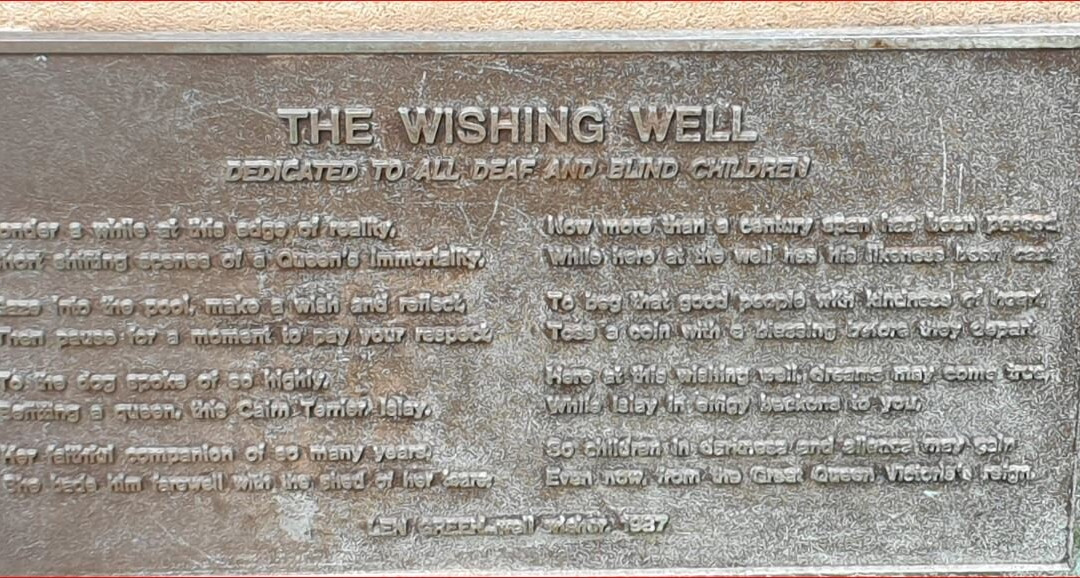 THE WISHING WELL
DEDICATED TO ALL DEAF AND BLIND CHILDREN
onder a while at this edge of reality,
shifting scenes of a Queen's immortality,
aze into the pool, make a wish and reflect,
Then pause for a moment to pay your respect
To the dog spoke of so highly,
efitting a queen, this Cairn Terrier, Islay,
Her faithful companion of so many years,
She bade him farewell with the shed of her tears,
Now more than a century span has been passed,
While here at the well has his likeness been cast
To beg that good people with kindness of heart,
Toss a coin with a blessing before they depart.
Here at this wishing well, dreams may come true,
While Islay in effigy beckons to you,
So children in darkness and silence may gain
Even now, from the Great Queen Victoria's reign.
LEN 1987